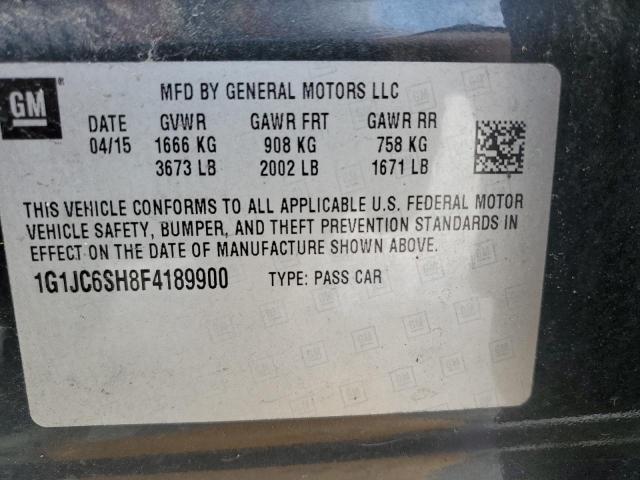 GM
MFD BY GENERAL MOTORS LLC
DATE GVWR GAWR FRT GAWR RR
04/15 1666 KG 908 KG 758 KG
3673 LB 2002 LB 1671 LB
THIS VEHICLE CONFORMS TO ALL APPLICABLE U.S. FEDERAL MOTOR
VEHICLE SAFETY, BUMPER, AND THEFT PREVENTION STANDARDS IN
EFFECT ON THE DATE OF MANUFACTURE SHOWN ABOVE.
1G1JC6SH8F4189900 TYPE: PASS CAR